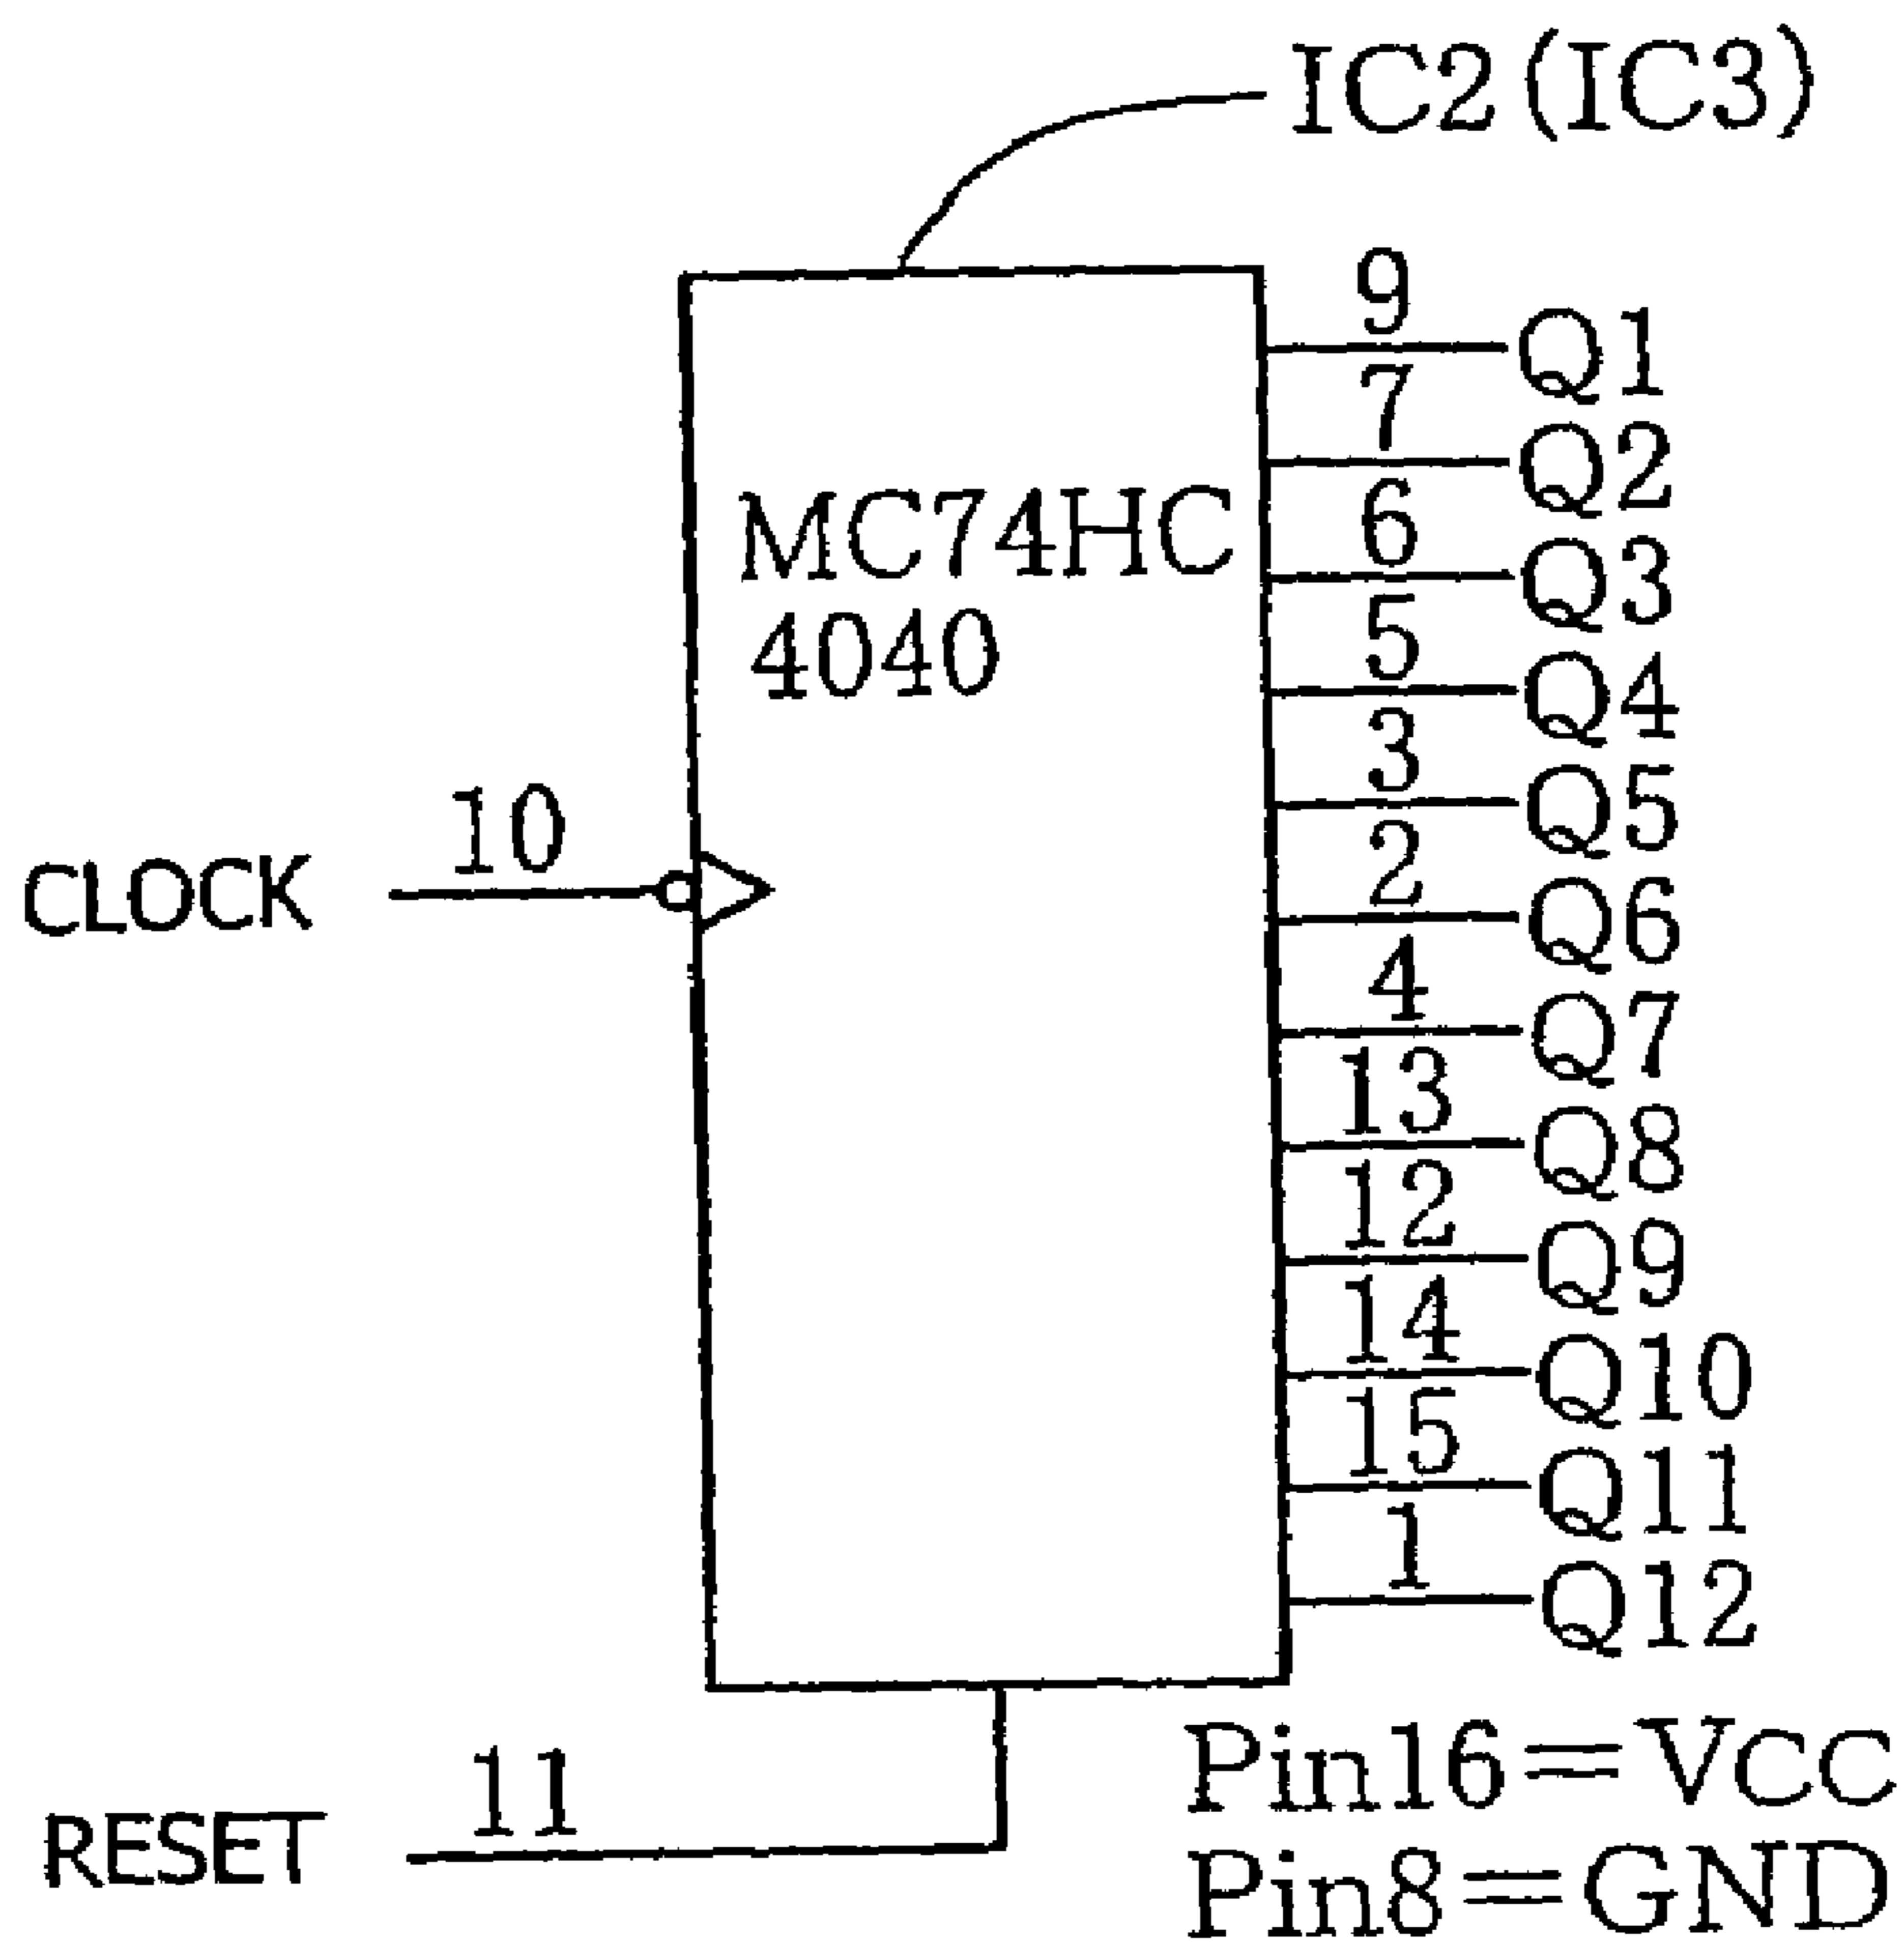 IC2(IC3)
9
Q1
7
Q2
MC74HC
4040
6
Q3
5
Q4
3
Q5
CLOCK
10
2
Q6
4
Q7
13
Q8
12
Q9
14
Q10
15
Q11
1
Q12
Pin16=VCC
RESET
11
Pin8=GND